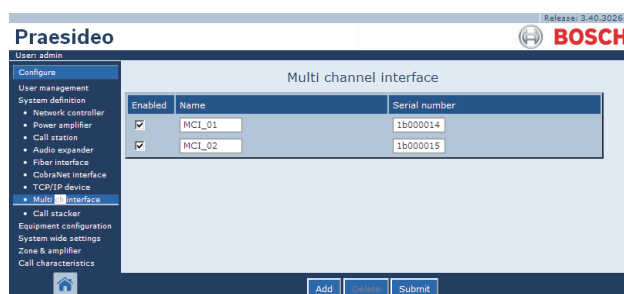 Release: 3.40.3026
Praesideo
BOSCH
User: admin
Configure
User management
System definition
• Network controller
• Power amplifier
• Call station
• Audio expander
• Fiber interface
• CobraNet interface
• TCP/IP device
• Multi ch interface
• Call stacker
Equipment configuration
System wide settings
Zone & amplifier
Call characteristics
Multi channel interface
Enabled Name Serial number
MCI_01 1b000014
MCI_02 1b000015
Add Delete Submit